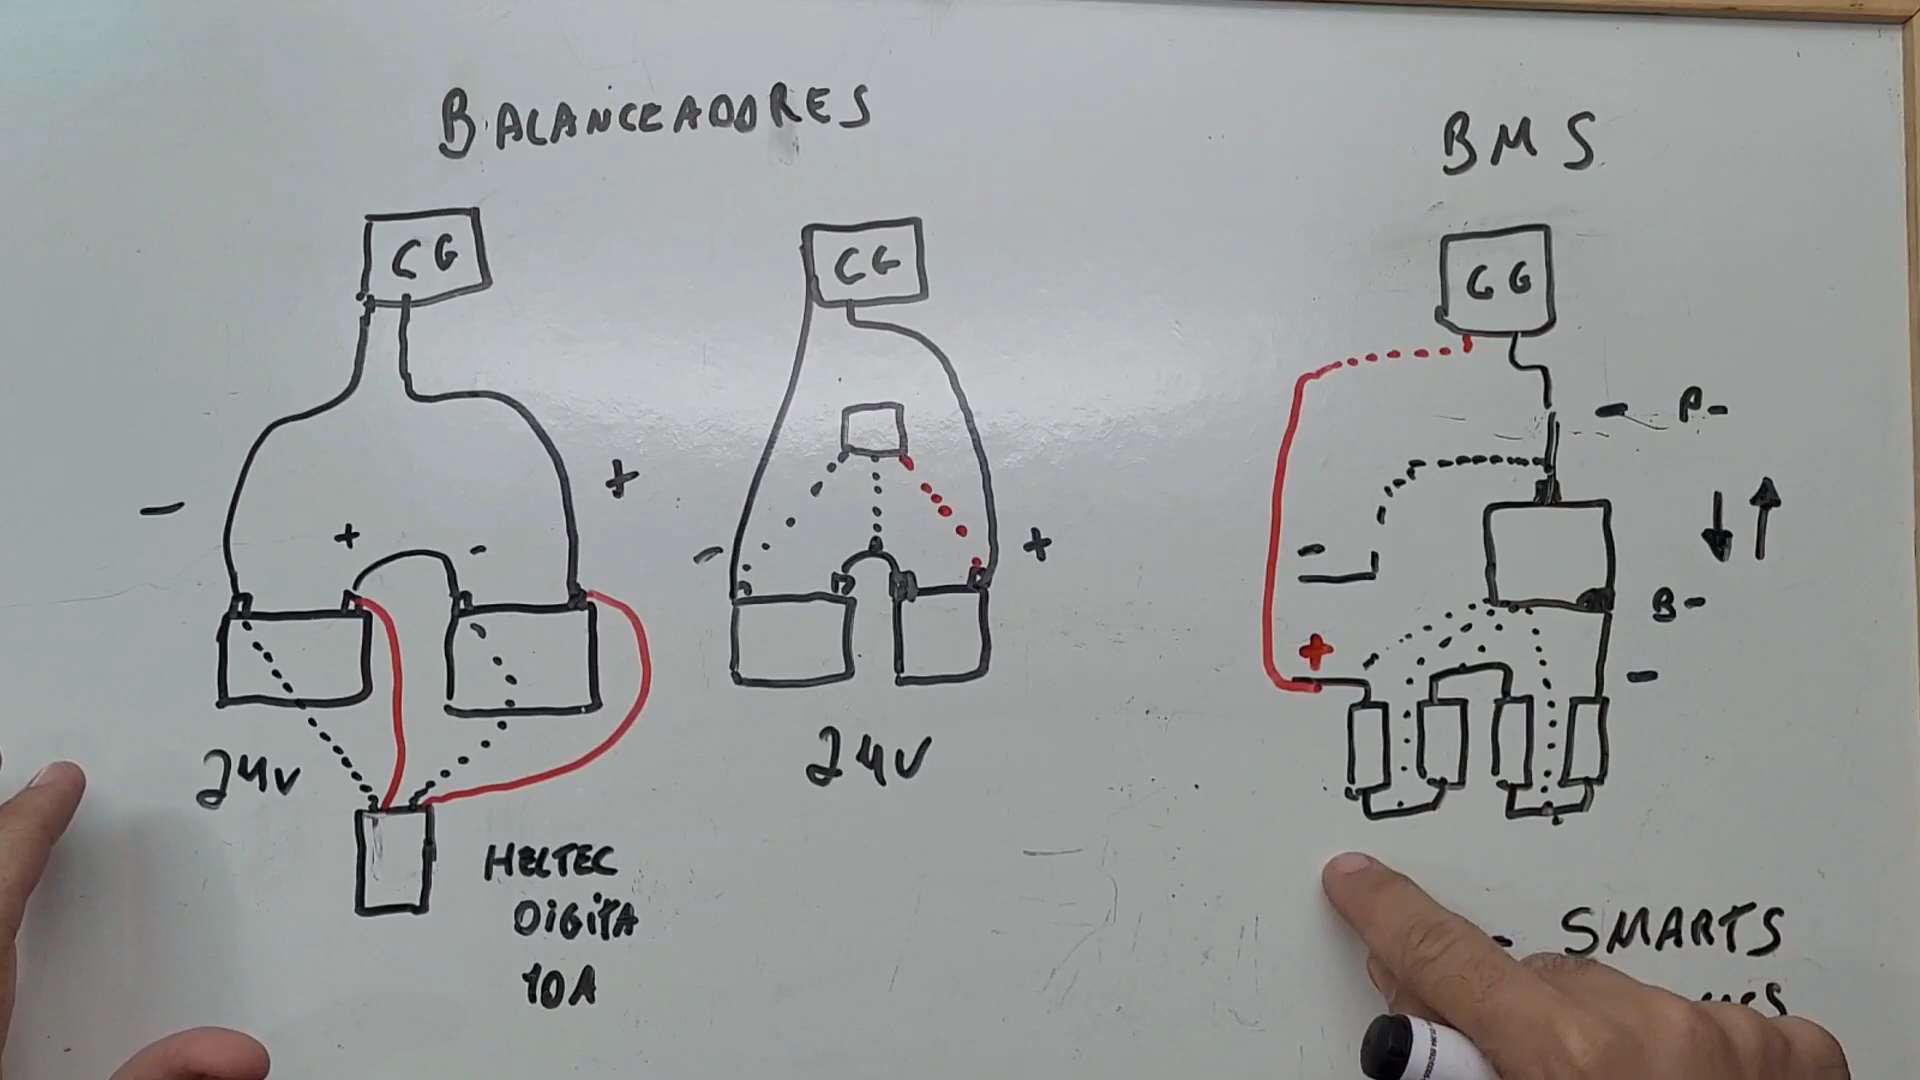 BALANCEADORES
BMS
CG
CG
CG
- P-
-
+
+
-
-
+
-
B-
+
-
24V
24V
HELTEC
DIGITA
10A
- SMARTS